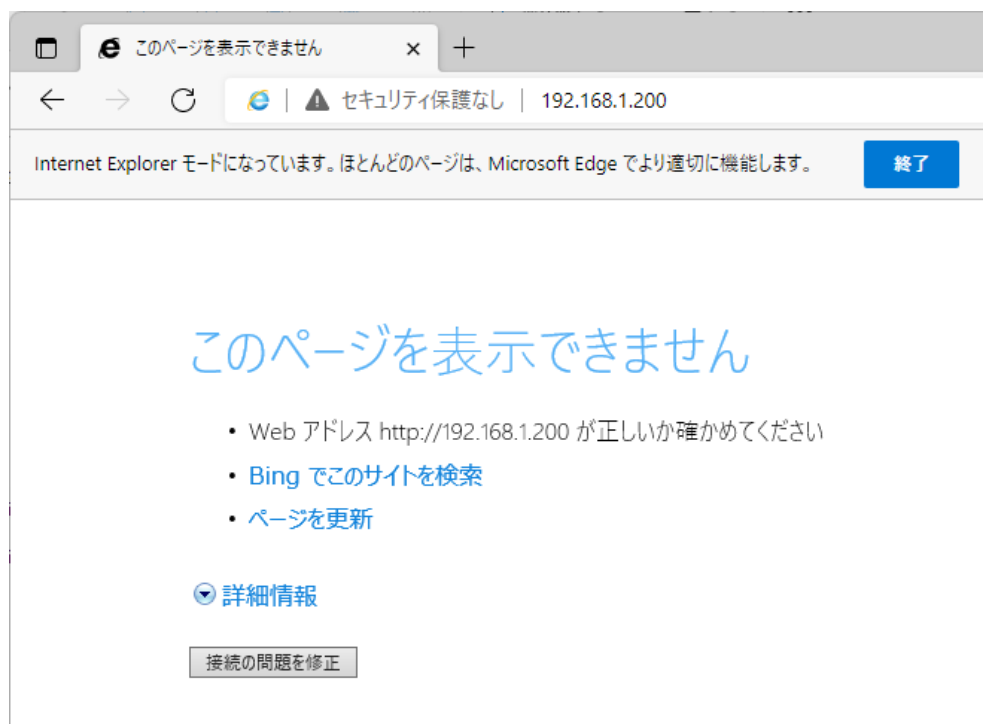 このページを表示できません
セキュリティ保護なし 192.168.1.200
Internet Explorer モードになっています。ほとんどのページは、Microsoft Edge でより適切に機能します。 終了
このページを表示できません
• Web アドレス http://192.168.1.200 が正しいか確かめてください
• Bing でこのサイトを検索
• ページを更新
詳細情報
接続の問題を修正